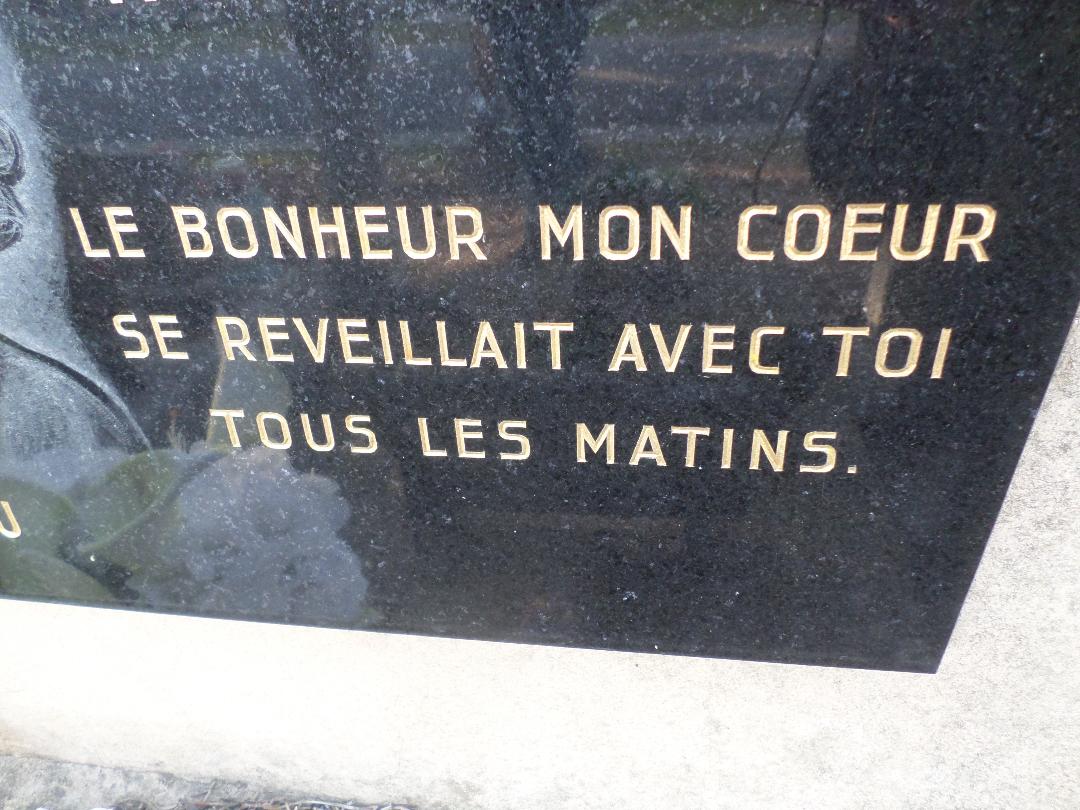 LE BONHEUR MON COEUR
SE REVEILLAIT AVEC TOI
TOUS LES MATINS.
U